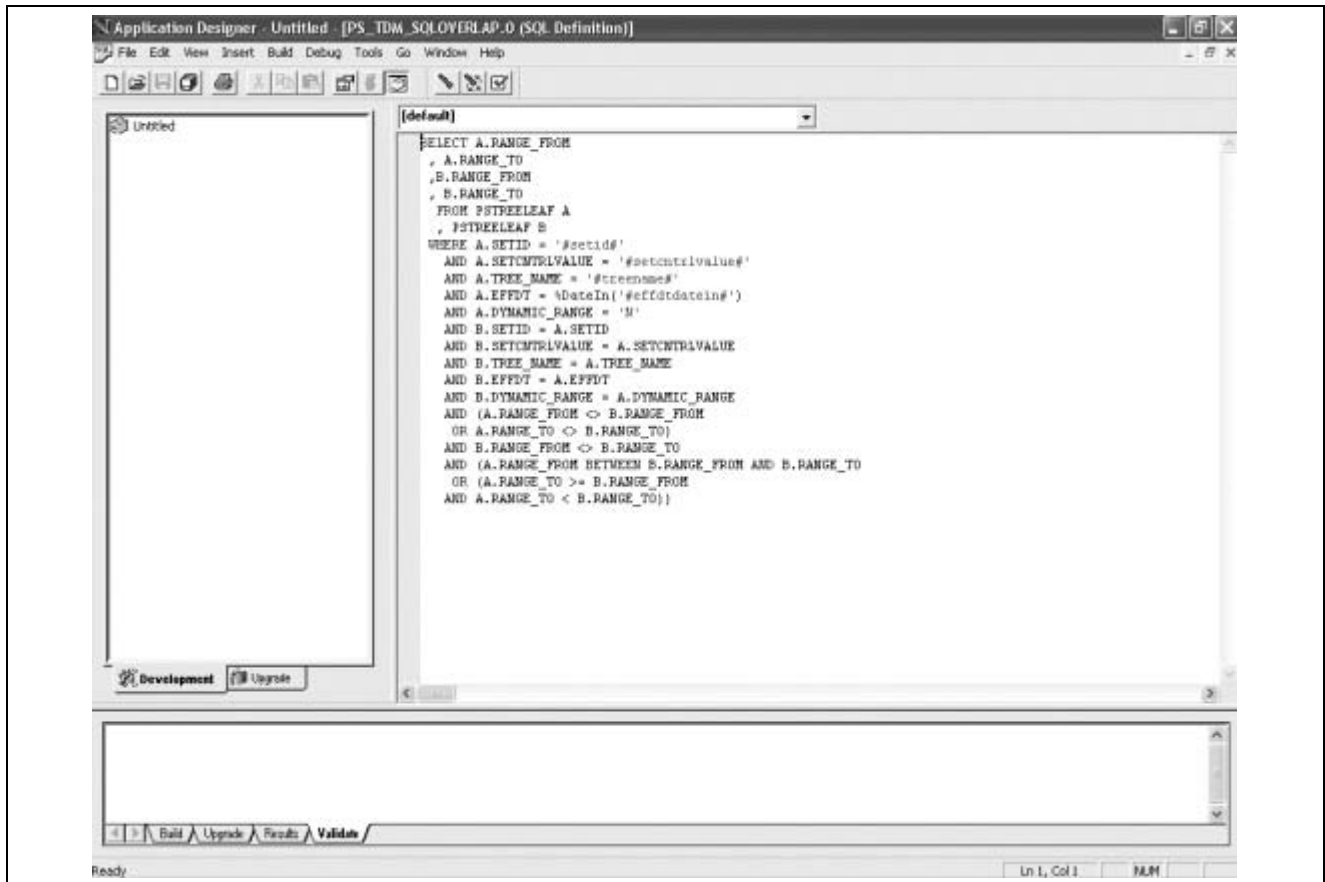 Application Designer - Untitled - [PS_TDM_SQLOVERLAP.0 (SQL Definition)]
File Edit View Insert Build Debug Tools Go Window Help
Untitled
[default]
SELECT A.RANGE_FROM
, A.RANGE_TO
,B.RANGE_FROM
, B.RANGE_TO
FROM PSTREELEAF A
, PSTREELEAF B
WHERE A.SETID = '#setid#'
AND A.SETCNTRLVALUE = '#setcntrlvalue#'
AND A.TREE_NAME = '#treename#'
AND A.EFFDT = %DateIn('#effdtdatein#')
AND A.DYNAMIC_RANGE = 'N'
AND B.SETID = A.SETID
AND B.SETCNTRLVALUE = A.SETCNTRLVALUE
AND B.TREE_NAME = A.TREE_NAME
AND B.EFFDT = A.EFFDT
AND B.DYNAMIC_RANGE = A.DYNAMIC_RANGE
AND (A.RANGE_FROM <> B.RANGE_FROM
OR A.RANGE_TO <> B.RANGE_TO)
AND B.RANGE_FROM <> B.RANGE_TO
AND (A.RANGE_FROM BETWEEN B.RANGE_FROM AND B.RANGE_TO
OR (A.RANGE_TO >= B.RANGE_FROM
AND A.RANGE_TO < B.RANGE_TO))
Development Upgrade
Build Upgrade Results Validate
Ready Ln 1, Col 1 NUM